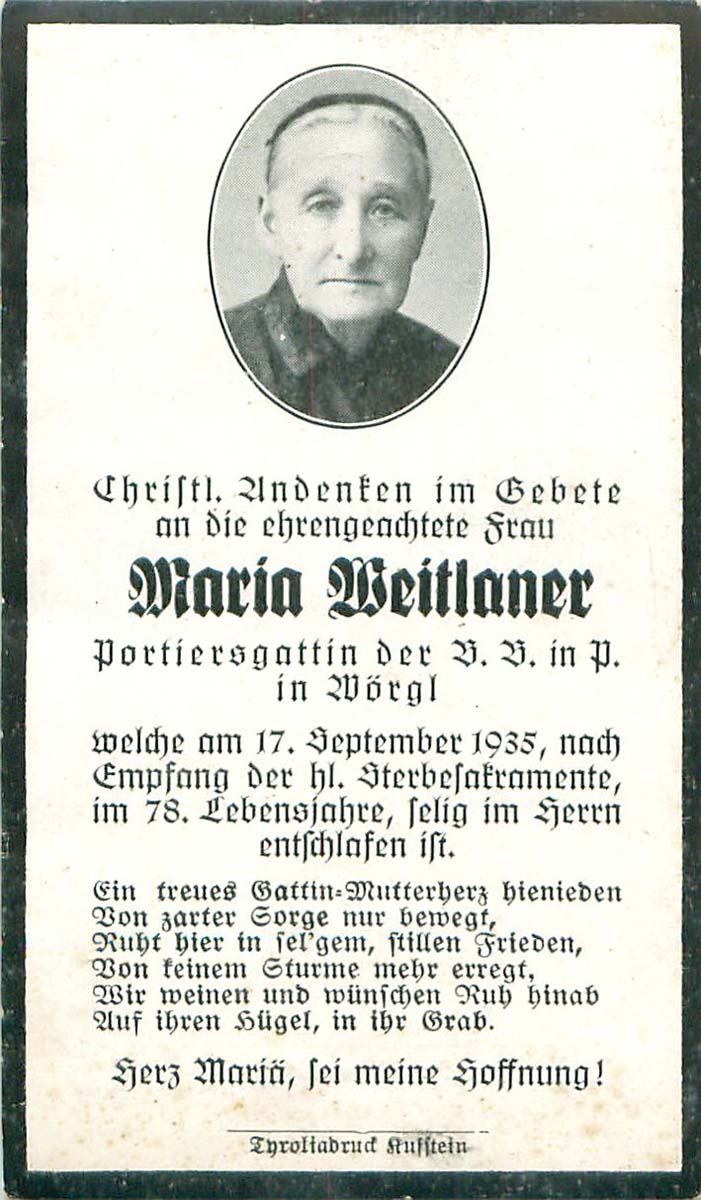 Christl. Andenken im Gebete
an die ehrengeachtete Frau
Maria Weitlaner
Portiersgattin der B. B. in P.
in Wörgl
welche am 17. September 1935, nach
Empfang der hl. Sterbesakramente,
im 78. Lebensjahre, selig im Herrn
entschlafen ist.
Ein treues Gattin-Mutterherz hienieden
Von zarter Sorge nur bewegt,
Ruht hier in sel'gem, stillen Frieden,
Von keinem Sturme mehr erregt,
Wir weinen und wünschen Ruh hinab
Auf ihren Hügel, in ihr Grab.
Herz Mariä, sei meine Hoffnung!
Tyroliadruck Kufstein